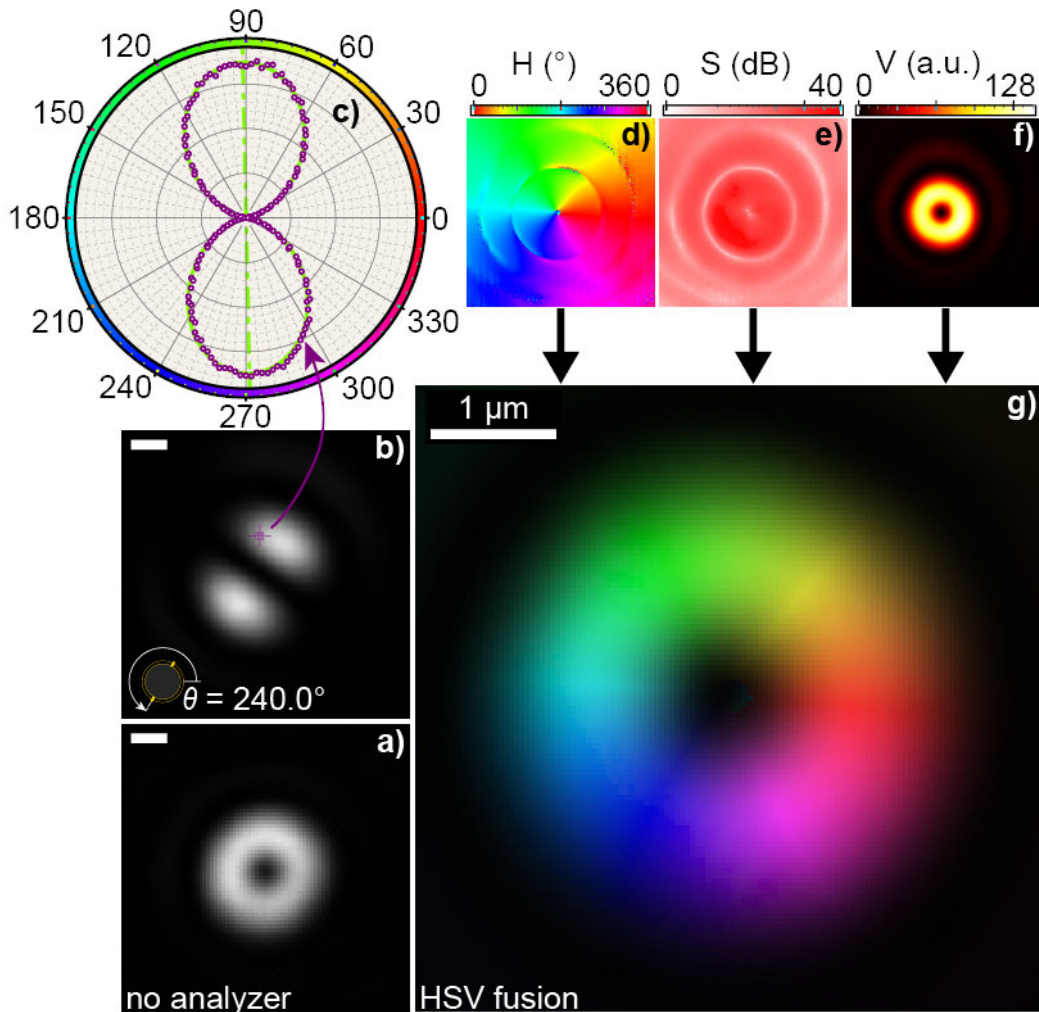 90
120
60
150
30
c)
180
0
210
330
240
300
270
H (°)
0
360
d)
S (dB)
0
40
e)
V (a.u.)
0
128
f)
b)
θ = 240.0°
a)
no analyzer
1 µm
g)
HSV fusion